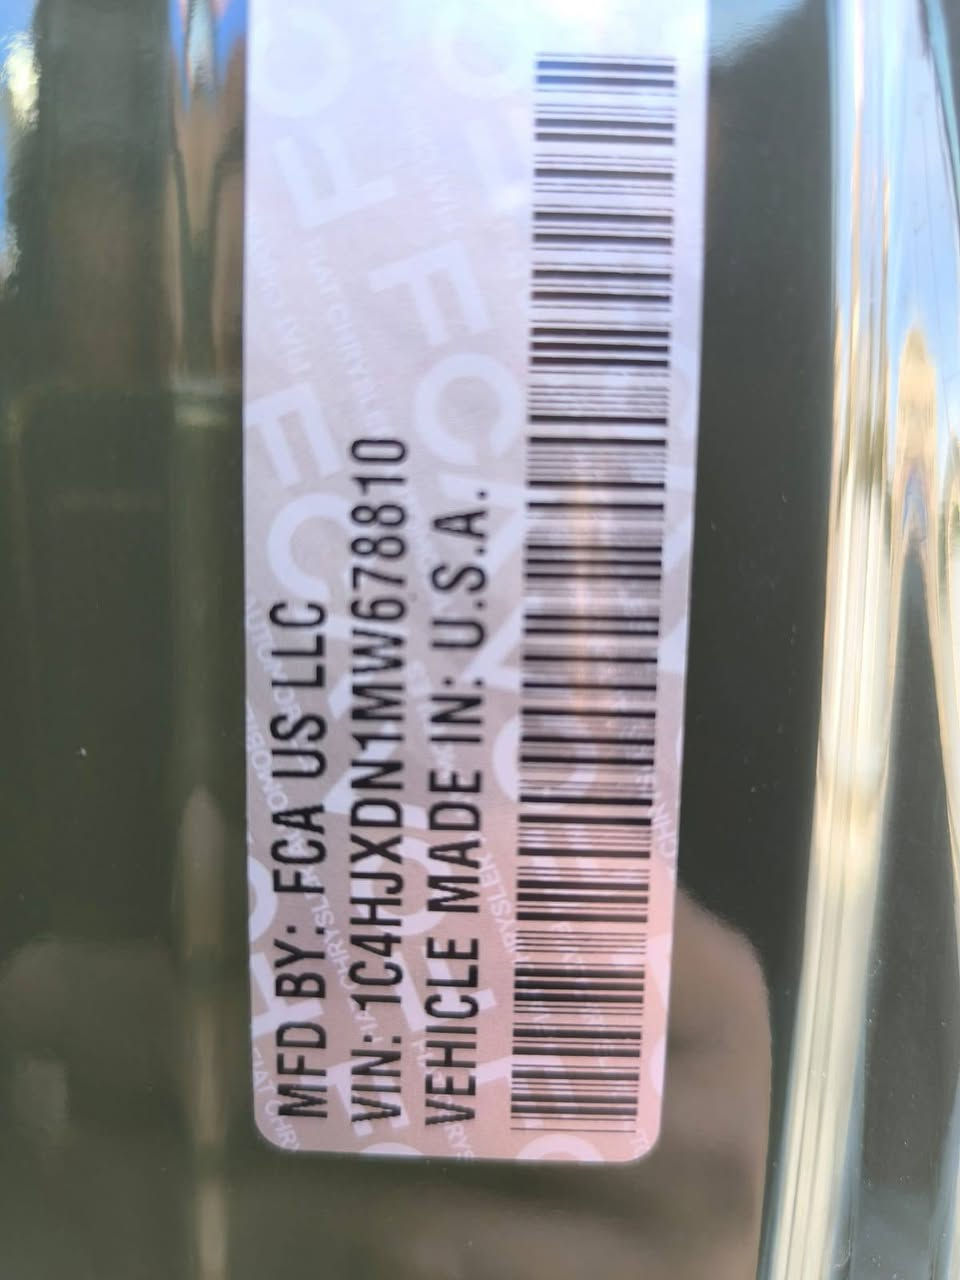 MFD BY: FCA US LLC
VIN: 1C4HJXDN1MW678810
VEHICLE MADE IN: U.S.A.